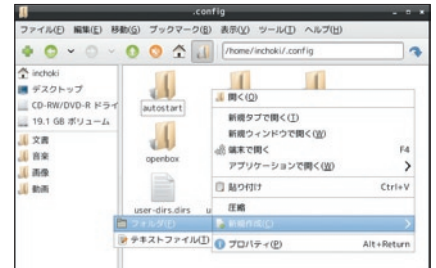 .config
ファイル(F) 編集(E) 移動(G) ブックマーク(B) 表示(V) ツール(T) ヘルプ(H)
/home/inchoki/.config
inchoki
デスクトップ
CD-RW/DVD-R ドライ
19.1 GB ボリューム
文書
音楽
画像
動画
autostart
openbox
user-dirs.dirs
u
開く(O)
新規タブで開く(T)
新規ウィンドウで開く(W)
端末で開く F4
アプリケーションで開く(W)
貼り付け Ctrl+V
圧縮
新規作成(C)
プロパティ(P) Alt+Return
フォルダ(F)
テキストファイル(T)